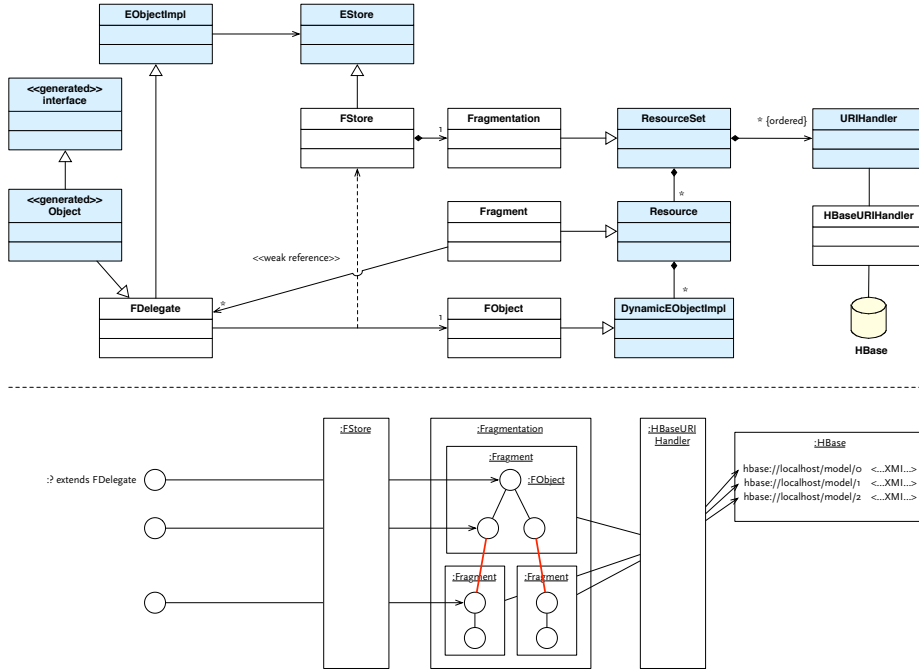 EObjectImpl
EStore
<<generated>>
interface
FStore
1
Fragmentation
ResourceSet
* {ordered}
URIHandler
<<generated>>
Object
*
Fragment
Resource
HBaseURIHandler
<<weak reference>>
*
*
FDelegate
1
FObject
DynamicEObjectImpl
HBase
:FStore
:Fragmentation
:HBaseURI
Handler
:HBase
:Fragment
:? extends FDelegate
:FObject
hbase://localhost/model/0 <...XMI...>
hbase://localhost/model/1 <...XMI...>
hbase://localhost/model/2 <...XMI...>
:Fragment
:Fragment